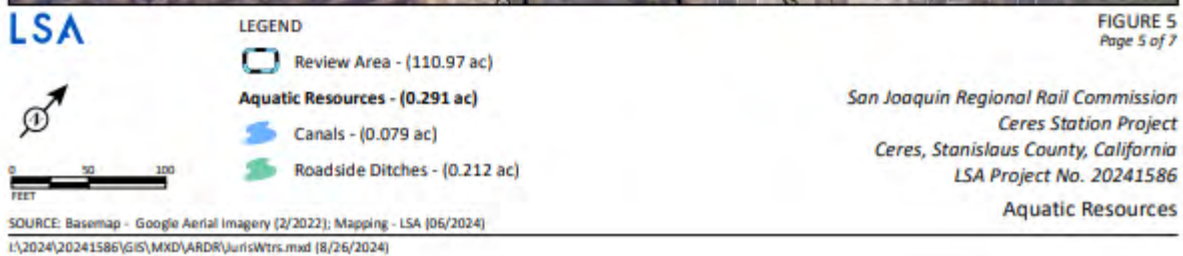 LSA
LEGEND
Review Area - (110.97 ac)
Aquatic Resources - (0.291 ac)
Canals - (0.079 ac)
Roadside Ditches - (0.212 ac)
0 50 100
FEET
SOURCE: Basemap - Google Aerial Imagery (2/2022); Mapping - LSA (06/2024)
I:\2024\20241586\GIS\MXD\ARDR\JurisWtrs.mxd (8/26/2024)
FIGURE 5
Page 5 of 7
San Joaquin Regional Rail Commission
Ceres Station Project
Ceres, Stanislaus County, California
LSA Project No. 20241586
Aquatic Resources